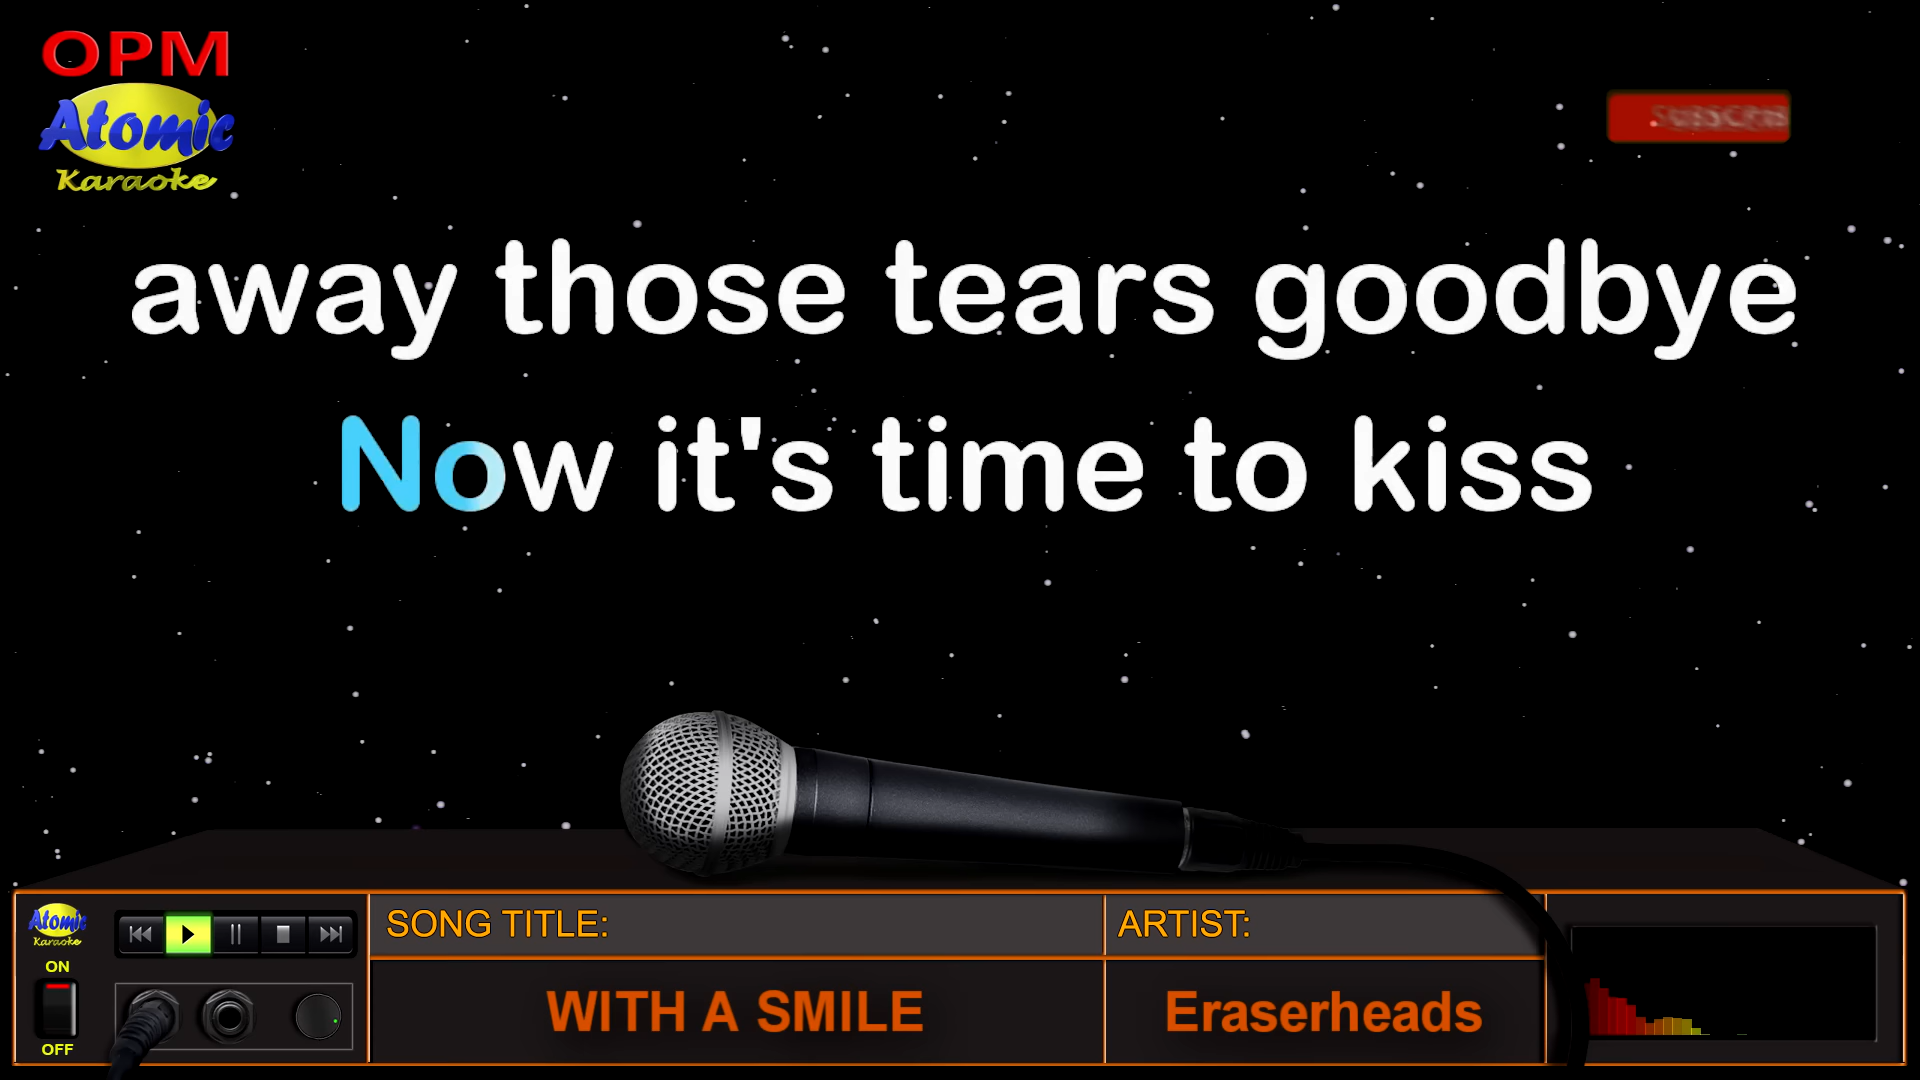 OPM
Atomic
Karaoke
away those tears goodbye
Now it's time to kiss
Atomic
Karaoke
ON
OFF
SONG TITLE:
WITH A SMILE
ARTIST:
Eraserheads